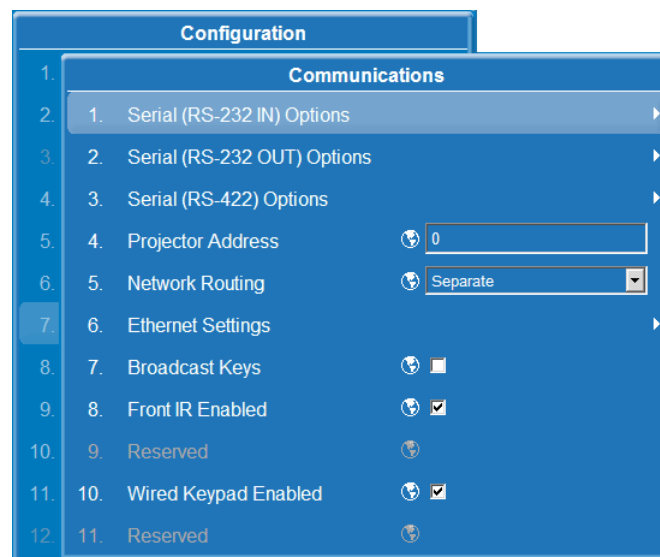 Configuration
1.
Communications
2.
1. Serial (RS-232 IN) Options
3.
2. Serial (RS-232 OUT) Options
4.
3. Serial (RS-422) Options
5.
4. Projector Address 0
6.
5. Network Routing Separate
7.
6. Ethernet Settings
8.
7. Broadcast Keys
9.
8. Front IR Enabled
10.
9. Reserved
11.
10. Wired Keypad Enabled
12.
11. Reserved